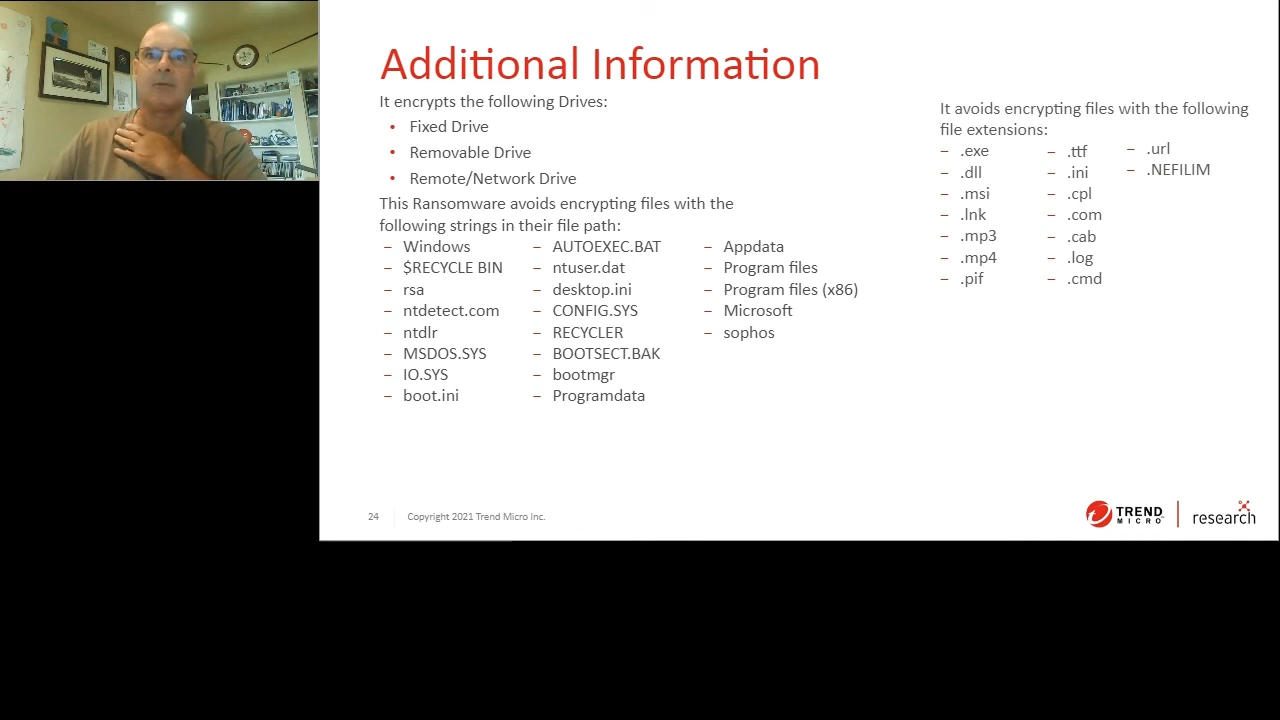 Additional Information
It encrypts the following Drives:
• Fixed Drive
• Removable Drive
• Remote/Network Drive
This Ransomware avoids encrypting files with the
following strings in their file path:
– Windows
– $RECYCLE BIN
– rsa
– ntdetect.com
– ntdlr
– MSDOS.SYS
– IO.SYS
– boot.ini
– AUTOEXEC.BAT
– ntuser.dat
– desktop.ini
– CONFIG.SYS
– RECYCLER
– BOOTSECT.BAK
– bootmgr
– Programdata
– Appdata
– Program files
– Program files (x86)
– Microsoft
– sophos
It avoids encrypting files with the following
file extensions:
– .exe
– .dll
– .msi
– .lnk
– .mp3
– .mp4
– .pif
– .ttf
– .ini
– .cpl
– .com
– .cab
– .log
– .cmd
– .url
– .NEFILIM
24
Copyright 2021 Trend Micro Inc.
TREND
MICRO
research